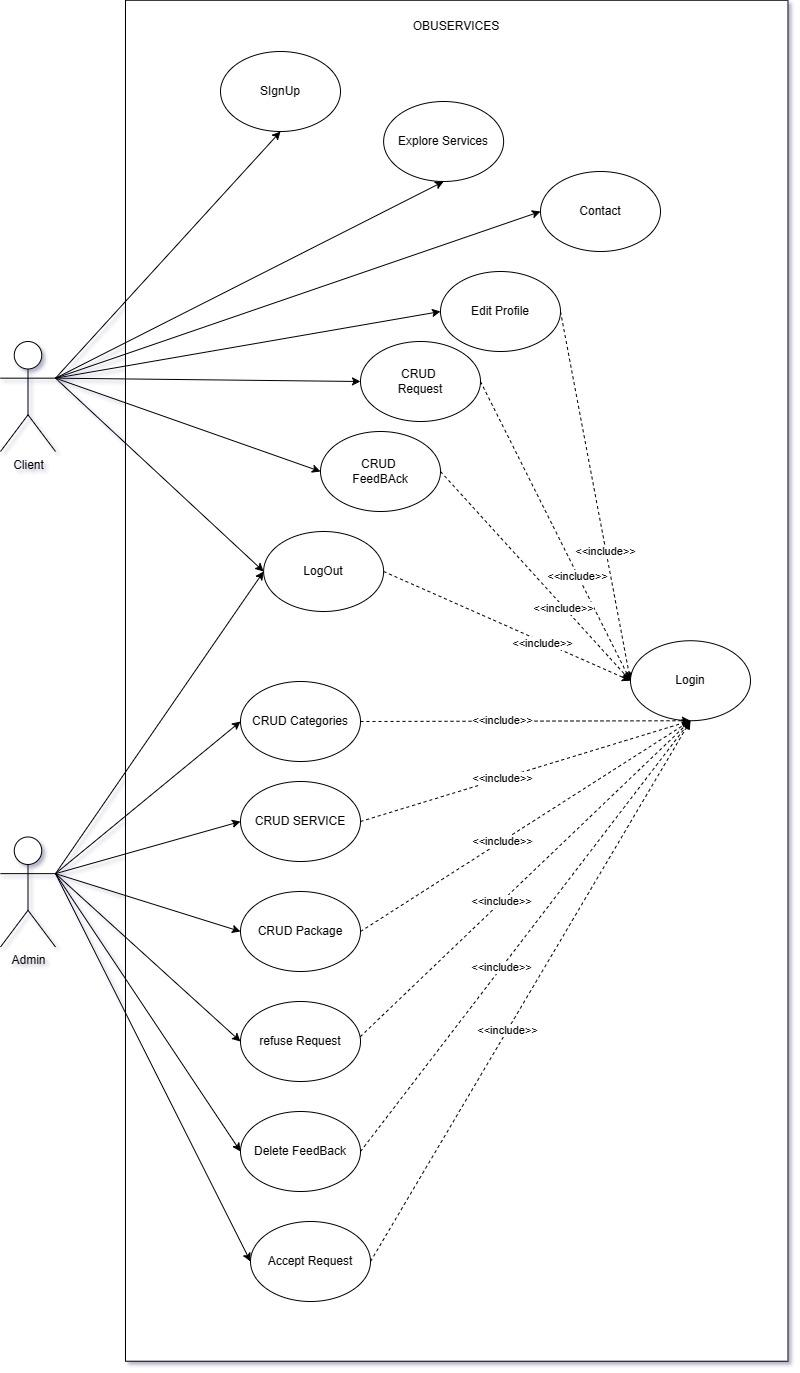 OBUSERVICES
SIgnUp
Explore Services
Contact
Edit Profile
CRUD
Request
Client
CRUD
FeedBAck
<<include>>
LogOut
<<include>>
<<include>>
<<include>>
Login
CRUD Categories
<<include>>
<<include>>
CRUD SERVICE
<<include>>
<<include>>
CRUD Package
Admin
<<include>>
<<include>>
refuse Request
Delete FeedBack
Accept Request